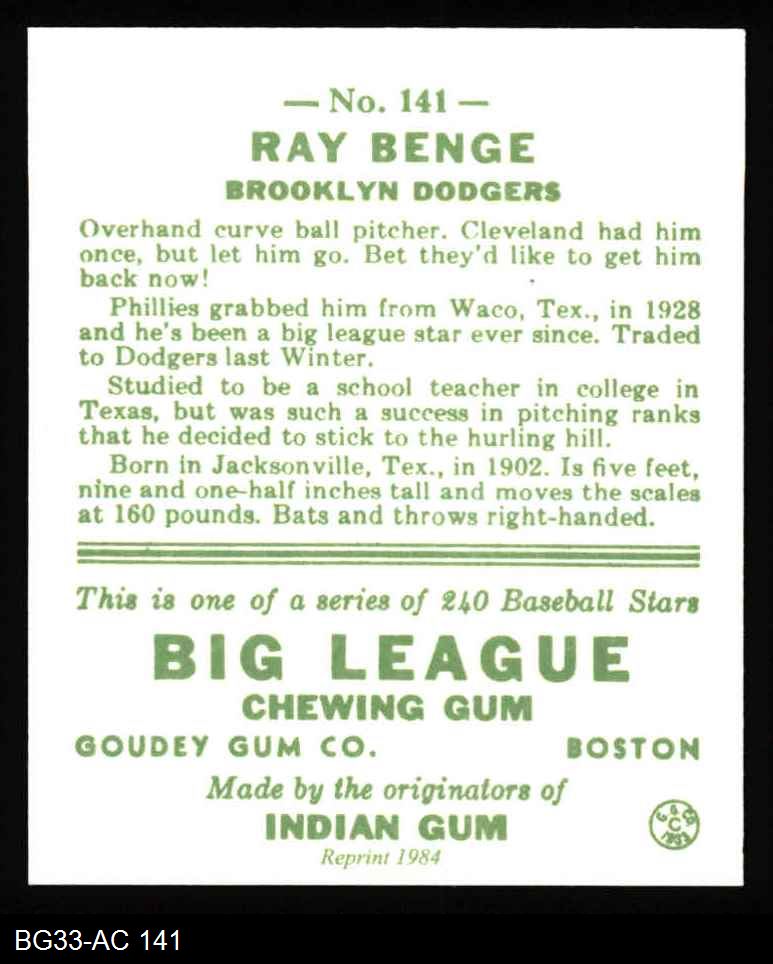 — No. 141 —
RAY BENGE
BROOKLYN DODGERS
Overhand curve ball pitcher. Cleveland had him
once, but let him go. Bet they'd like to get him
back now!
Phillies grabbed him from Waco, Tex., in 1928
and he's been a big league star ever since. Traded
to Dodgers last Winter.
Studied to be a school teacher in college in
Texas, but was such a success in pitching ranks
that he decided to stick to the hurling hill.
Born in Jacksonville, Tex., in 1902. Is five feet,
nine and one-half inches tall and moves the scales
at 160 pounds. Bats and throws right-handed.
This is one of a series of 240 Baseball Stars
BIG LEAGUE
CHEWING GUM
GOUDEY GUM CO. BOSTON
Made by the originators of
INDIAN GUM
G. G. CO.
C
1933
Reprint 1984
BG33-AC 141